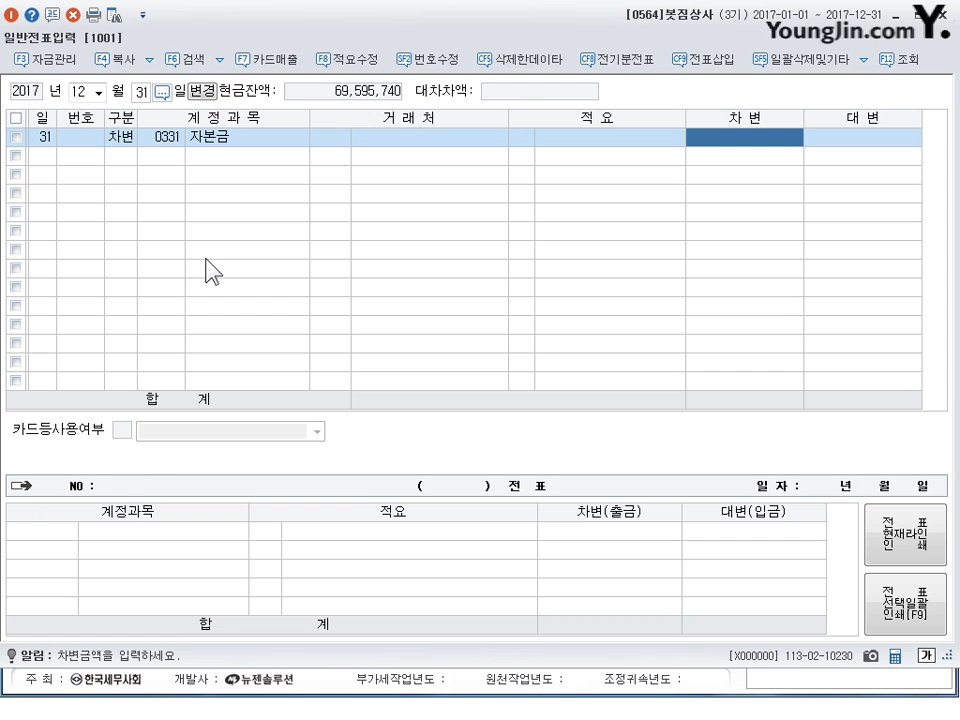 [0564]봇짐상사 (3기) 2017-01-01 ~ 2017-12-31
YoungJin.com Y.
일반전표입력 [1001]
F3 자금관리 F4 복사 F6 검색 F7 카드매출 F8 적요수정 SF2 번호수정 CF5 삭제한데이타 CF8 전기분전표 CF9 전표삽입 SF5 일괄삭제및기타 F12 조회
2017 년 12 월 31 일 변경 현금잔액: 69,595,740 대차차액:
일 번호 구분 계 정 과 목 거 래 처 적 요 차 변 대 변
31 차변 0331 자본금
합 계
카드등사용여부
NO : ( ) 전 표 일 자 : 년 월 일
계정과목 적요 차변(출금) 대변(입금)
합 계
전 표
현재라인
인 쇄
전 표
선택일괄
인쇄[F9]
알림 : 차변금액을 입력하세요. [X000000] 113-02-10230 가
주 최 : 한국세무사회 개발사 : 뉴젠솔루션 부가세작업년도 : 원천작업년도 : 조정귀속년도 :